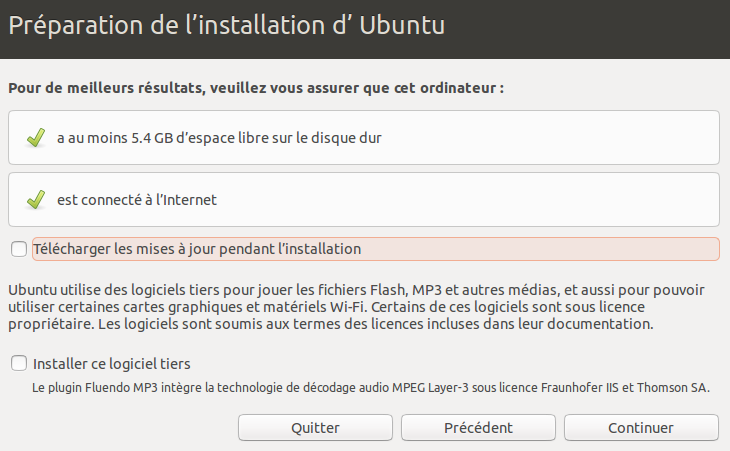 Préparation de l’installation d’ Ubuntu
Pour de meilleurs résultats, veuillez vous assurer que cet ordinateur :
a au moins 5.4 GB d’espace libre sur le disque dur
est connecté à l’Internet
Télécharger les mises à jour pendant l’installation
Ubuntu utilise des logiciels tiers pour jouer les fichiers Flash, MP3 et autres médias, et aussi pour pouvoir
utiliser certaines cartes graphiques et matériels Wi-Fi. Certains de ces logiciels sont sous licence
propriétaire. Les logiciels sont soumis aux termes des licences incluses dans leur documentation.
Installer ce logiciel tiers
Le plugin Fluendo MP3 intègre la technologie de décodage audio MPEG Layer-3 sous licence Fraunhofer IIS et Thomson SA.
Quitter
Précédent
Continuer